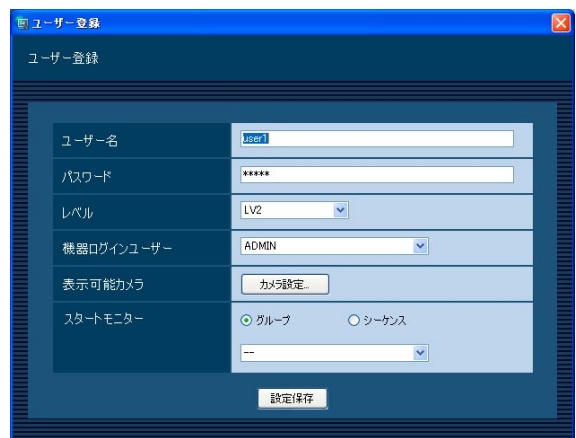 ユーザー登録
ユーザー登録
ユーザー名 user1
パスワード *****
レベル LV2
機器ログインユーザー ADMIN
表示可能カメラ カメラ設定...
スタートモニター グループ シーケンス
--
設定保存